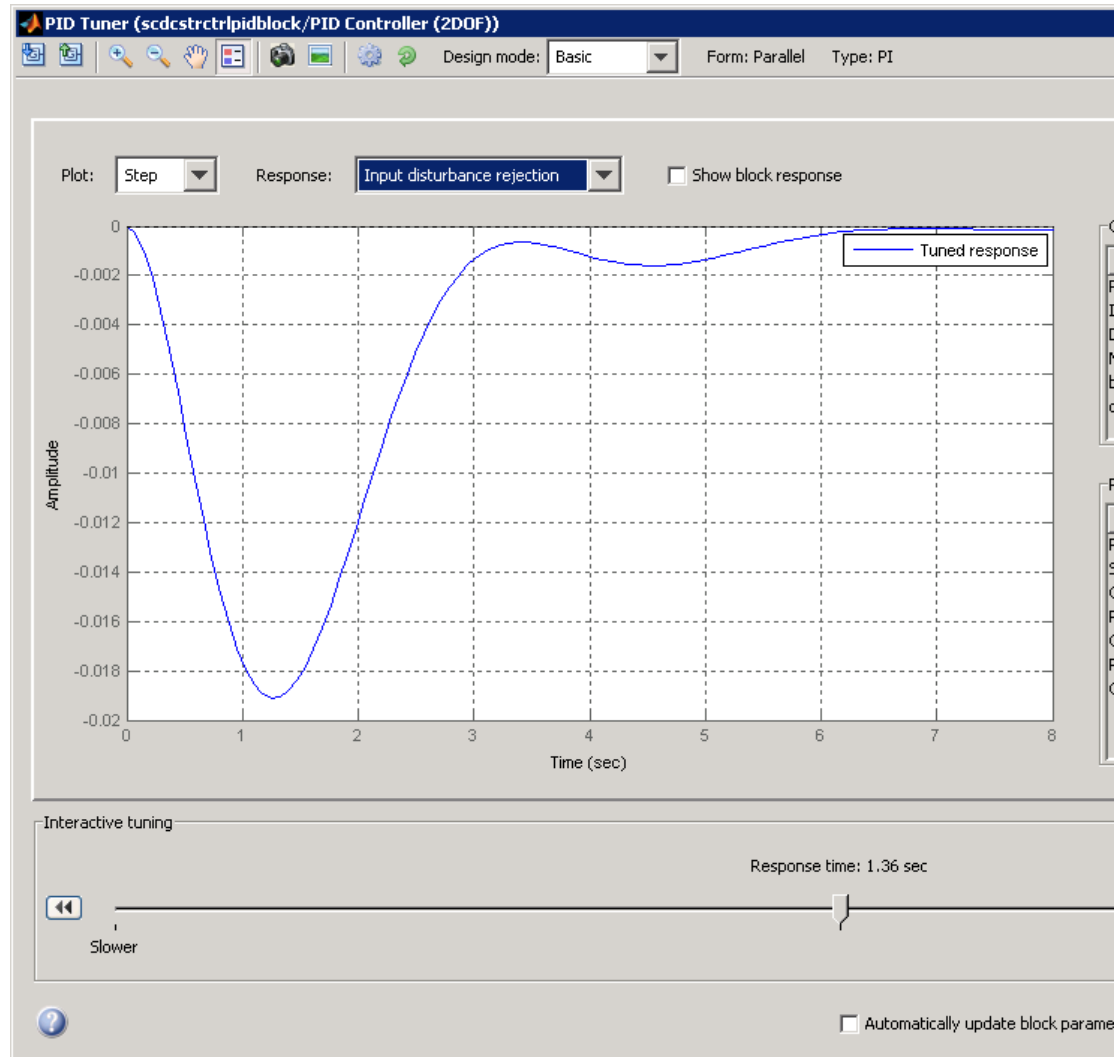 PID Tuner (scdcstrctrlpidblock/PID Controller (2DOF))
Design mode: Basic Form: Parallel Type: PI
Plot: Step Response: Input disturbance rejection Show block response
Tuned response
0
-0.002
-0.004
-0.006
-0.008
-0.01
-0.012
-0.014
-0.016
-0.018
-0.02
Amplitude
0 1 2 3 4 5 6 7 8
Time (sec)
Interactive tuning
Response time: 1.36 sec
Slower
Automatically update block parame